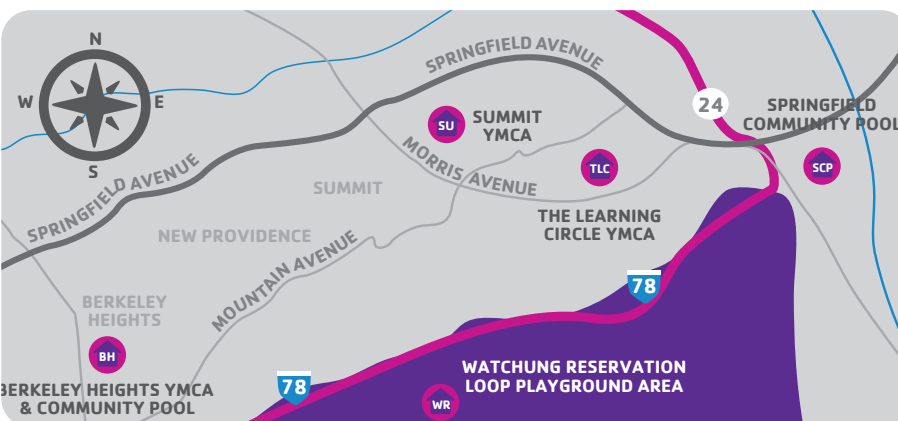 N
W
E
S
SPRINGFIELD AVENUE
24
SPRINGFIELD
COMMUNITY POOL
SU
SUMMIT
YMCA
MORRIS AVENUE
TLC
SCP
SPRINGFIELD AVENUE
SUMMIT
THE LEARNING
CIRCLE YMCA
NEW PROVIDENCE
MOUNTAIN AVENUE
78
BERKELEY
HEIGHTS
BH
BERKELEY HEIGHTS YMCA
& COMMUNITY POOL
78
WATCHUNG RESERVATION
LOOP PLAYGROUND AREA
WR